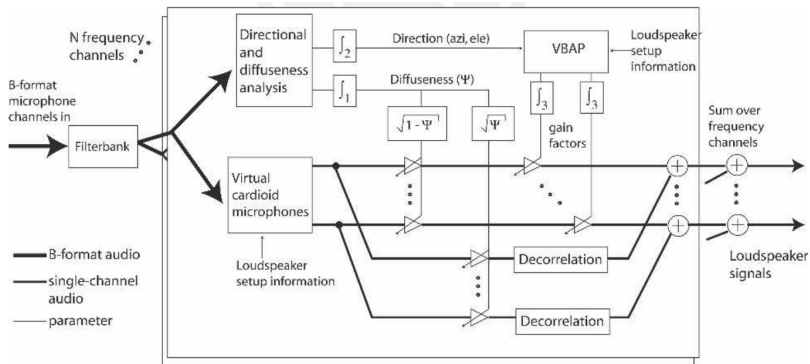 N frequency
channels
B-format
microphone
channels in
Filterbank
Directional
and
diffuseness
analysis
∫2
Direction (azi, ele)
∫1
Diffuseness (Ψ)
VBAP
Loudspeaker
setup
information
√1 - Ψ
√Ψ
∫3
∫3
gain
factors
Sum over
frequency
channels
Virtual
cardioid
microphones
Loudspeaker
setup information
+
+
+
+
Decorrelation
Decorrelation
Loudspeaker
signals
B-format audio
single-channel
audio
parameter